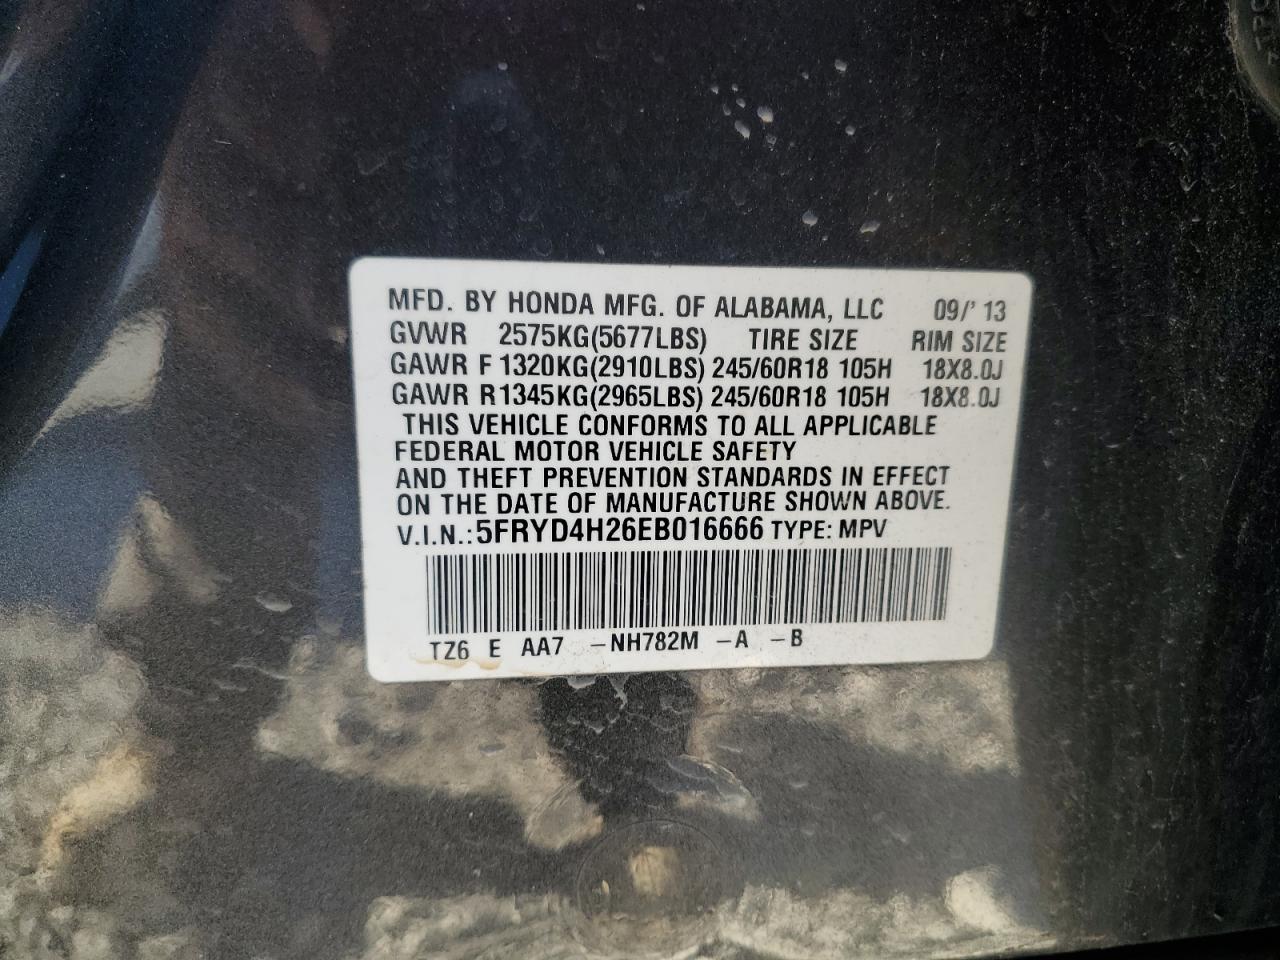 MFD. BY HONDA MFG. OF ALABAMA, LLC 09/' 13
GVWR 2575KG(5677LBS) TIRE SIZE RIM SIZE
GAWR F 1320KG(2910LBS) 245/60R18 105H 18X8.0J
GAWR R 1345KG(2965LBS) 245/60R18 105H 18X8.0J
THIS VEHICLE CONFORMS TO ALL APPLICABLE
FEDERAL MOTOR VEHICLE SAFETY
AND THEFT PREVENTION STANDARDS IN EFFECT
ON THE DATE OF MANUFACTURE SHOWN ABOVE.
V.I.N.: 5FRYD4H26EB016666 TYPE: MPV
TZ6 E AA7 -NH782M -A -B